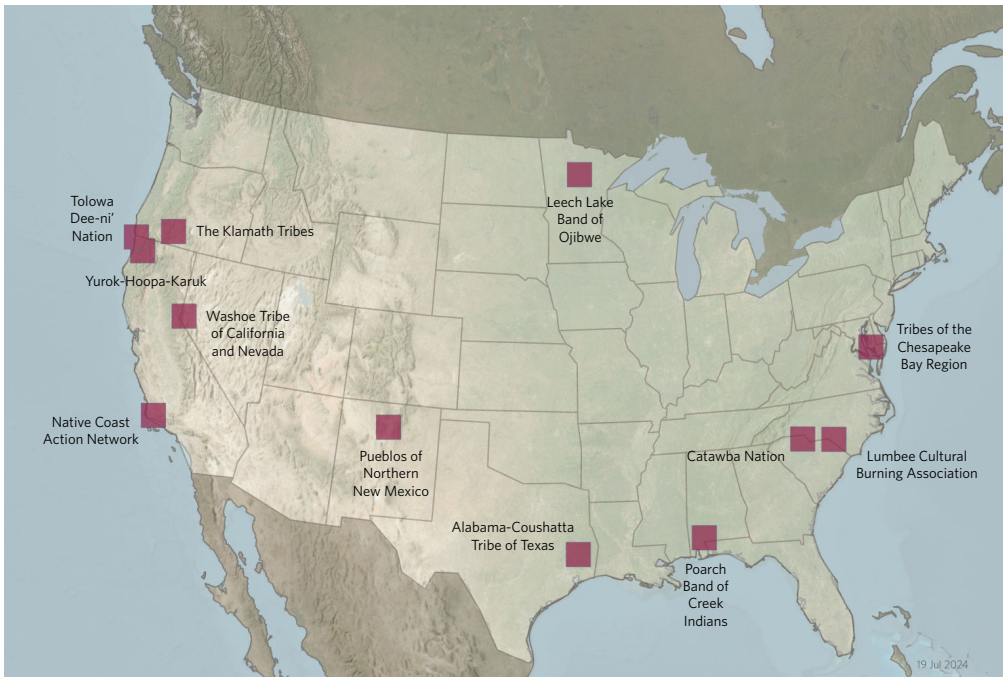 Tolowa
Dee-ni'
Nation
The Klamath Tribes
Yurok-Hoopa-Karuk
Washoe Tribe
of California
and Nevada
Native Coast
Action Network
Pueblos of
Northern
New Mexico
Leech Lake
Band of
Ojibwe
Alabama-Coushatta
Tribe of Texas
Poarch
Band of
Creek
Indians
Catawba Nation
Lumbee Cultural
Burning Association
Tribes of the
Chesapeake
Bay Region
19 Jul 2024